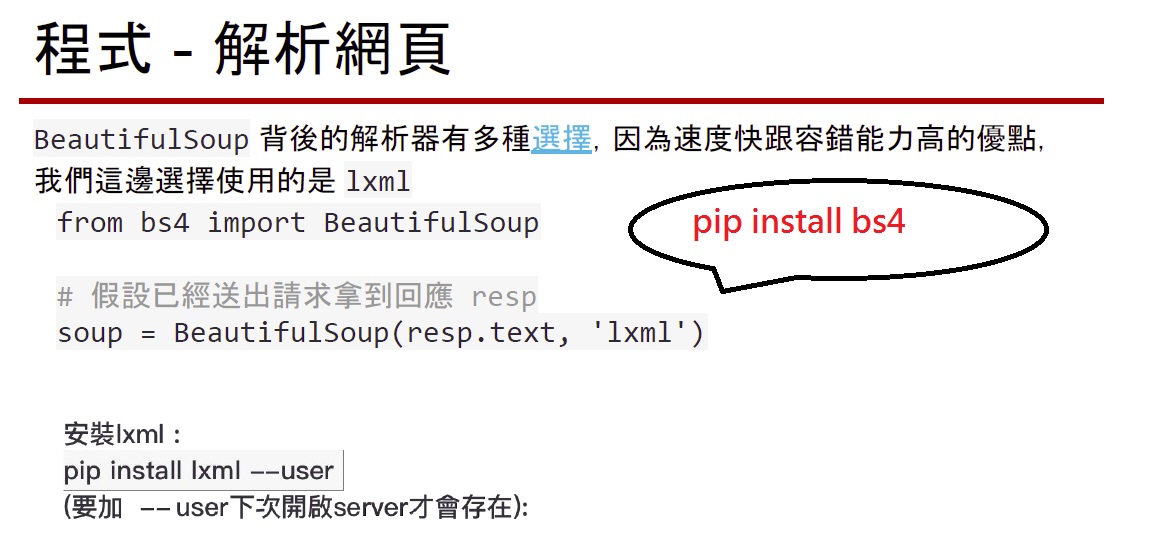 程式 - 解析網頁
BeautifulSoup 背後的解析器有多種選擇, 因為速度快跟容錯能力高的優點,
我們這邊選擇使用的是 lxml
from bs4 import BeautifulSoup
pip install bs4
# 假設已經送出請求拿到回應 resp
soup = BeautifulSoup(resp.text, 'lxml')
安裝lxml :
pip install lxml --user
(要加 -- user下次開啟server才會存在):